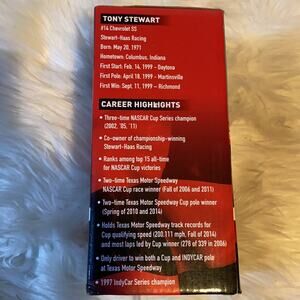 TONY STEWART
#14 Chevrolet SS
Stewart-Haas Racing
Born: May 20, 1971
Hometown: Columbus, Indiana
First Start: Feb. 14, 1999 – Daytona
First Pole: April 18, 1999 – Martinsville
First Win: Sept. 11, 1999 – Richmond
CAREER HIGHLIGHTS
• Three-time NASCAR Cup Series champion
(2002, '05, '11)
• Co-owner of championship-winning
Stewart-Haas Racing
• Ranks among top 15 all-time
for NASCAR Cup victories
• Two-time Texas Motor Speedway
NASCAR Cup race winner (Fall of 2006 and 2011)
• Two-time Texas Motor Speedway Cup pole winner
(Spring of 2010 and 2014)
• Holds Texas Motor Speedway track records for
Cup qualifying speed (200.111 mph, Fall of 2014)
and most laps led by Cup winner (278 of 339 in 2006)
• Only driver to win both a Cup and INDYCAR pole
at Texas Motor Speedway
• 1997 IndyCar Series champion